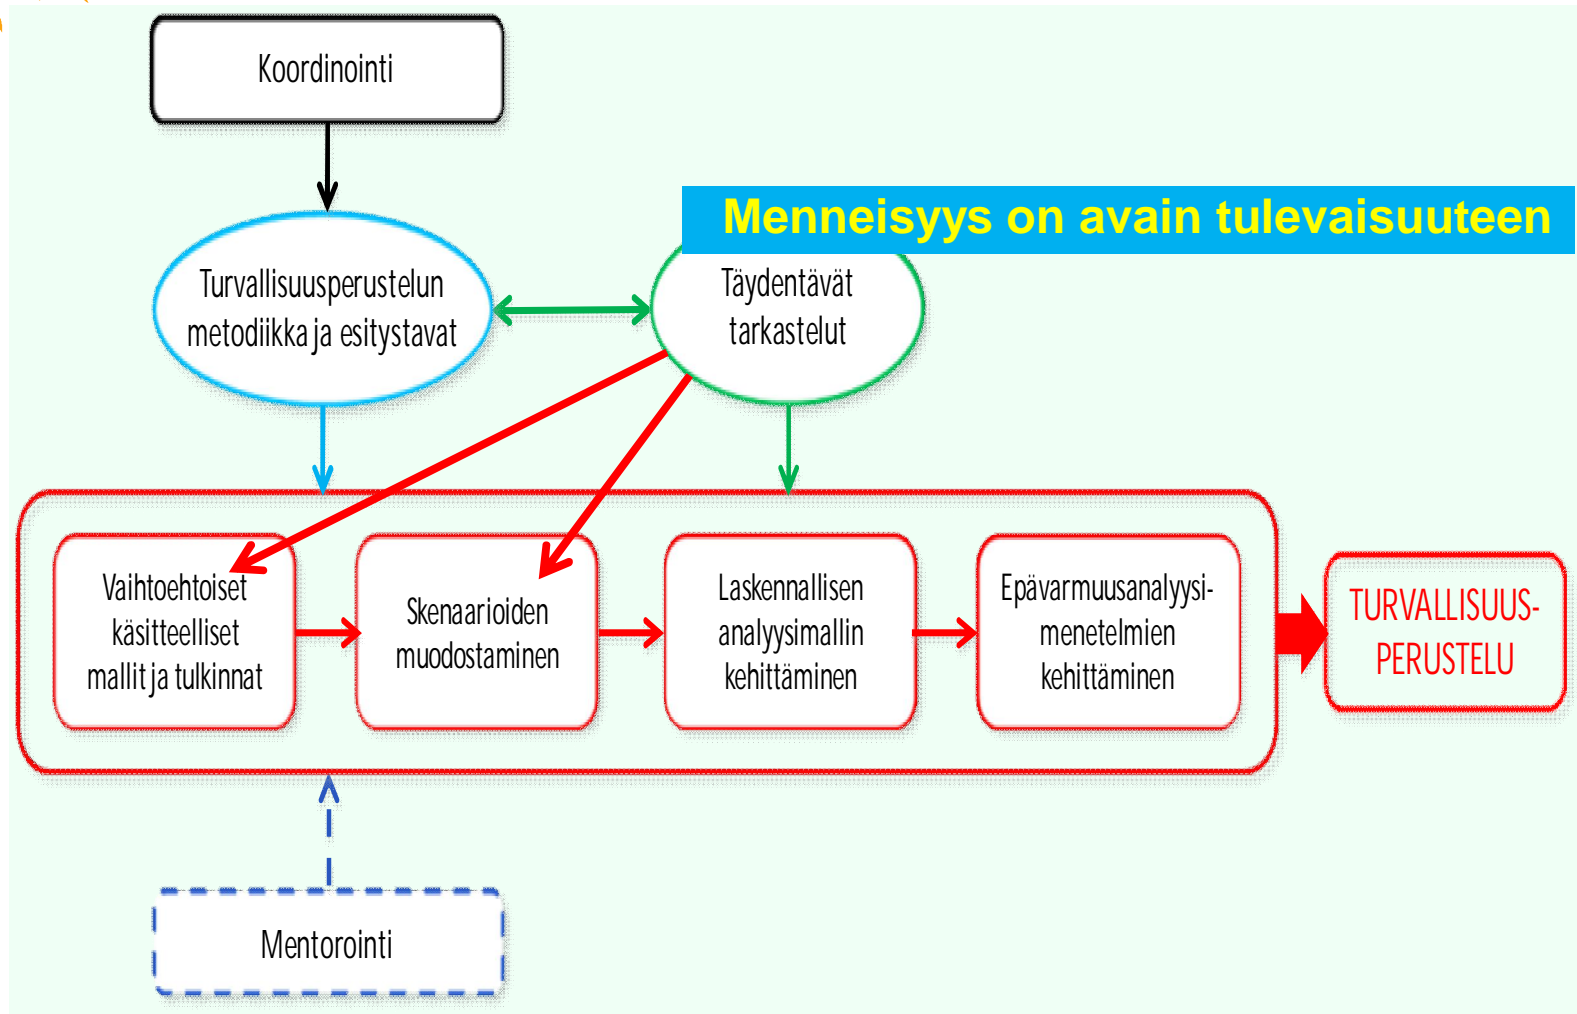 Koordinointi
Menneisyys on avain tulevaisuuteen
Turvallisuusperustelun
metodiikka ja esitystavat
Täydentävät
tarkastelut
Vaihtoehtoiset
käsitteelliset
mallit ja tulkinnat
Skenaarioiden
muodostaminen
Laskennallisen
analyysimallin
kehittäminen
Epävarmuusanalyysi-
menetelmien
kehittäminen
TURVALLISUUS-
PERUSTELU
Mentorointi